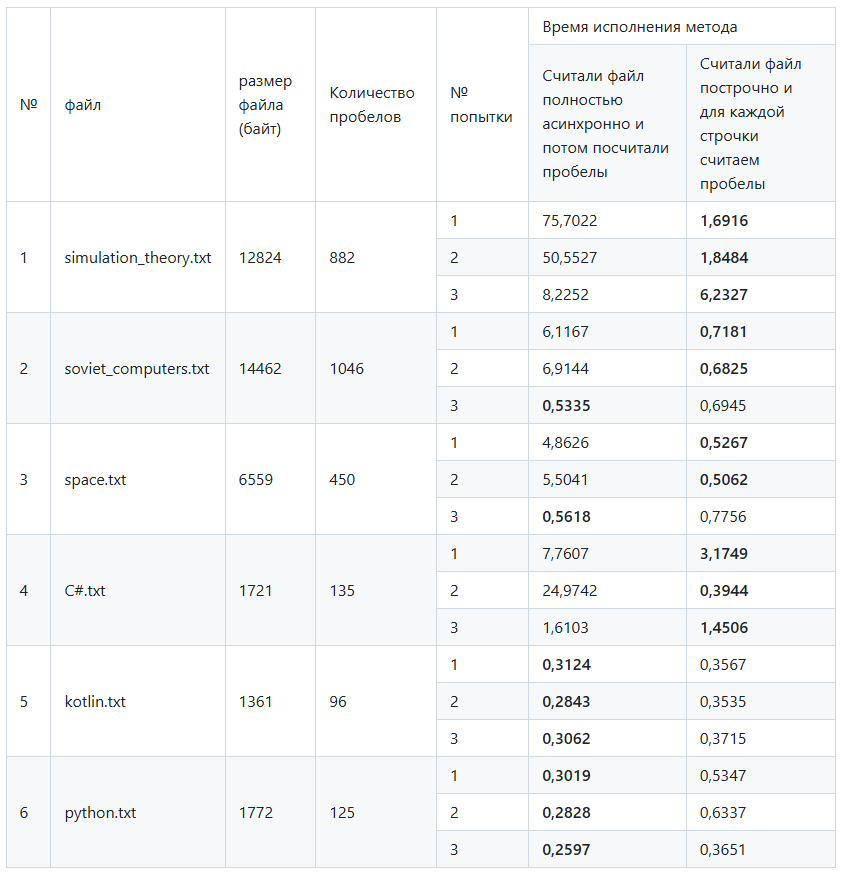 №
файл
размер
файла
(байт)
Количество
пробелов
№
попытки
Время исполнения метода
Считали файл
полностью
асинхронно и
потом посчитали
пробелы
Считали файл
построчно и
для каждой
строчки
считаем
пробелы
1 simulation_theory.txt 12824 882
1 75,7022 1,6916
2 50,5527 1,8484
3 8,2252 6,2327
2 soviet_computers.txt 14462 1046
1 6,1167 0,7181
2 6,9144 0,6825
3 0,5335 0,6945
3 space.txt 6559 450
1 4,8626 0,5267
2 5,5041 0,5062
3 0,5618 0,7756
4 C#.txt 1721 135
1 7,7607 3,1749
2 24,9742 0,3944
3 1,6103 1,4506
5 kotlin.txt 1361 96
1 0,3124 0,3567
2 0,2843 0,3535
3 0,3062 0,3715
6 python.txt 1772 125
1 0,3019 0,5347
2 0,2828 0,6337
3 0,2597 0,3651